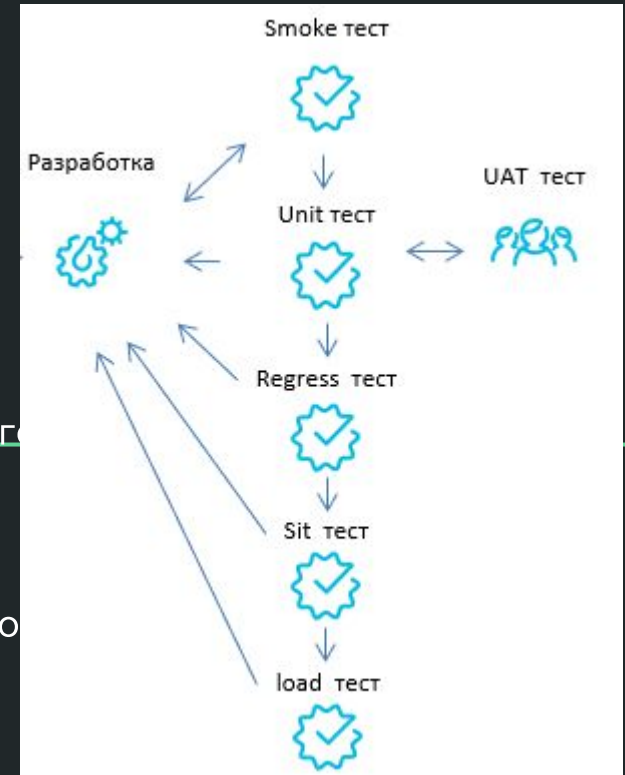 Smoke тест
Разработка
UAT тест
Unit тест
Regress тест
Sit тест
load тест